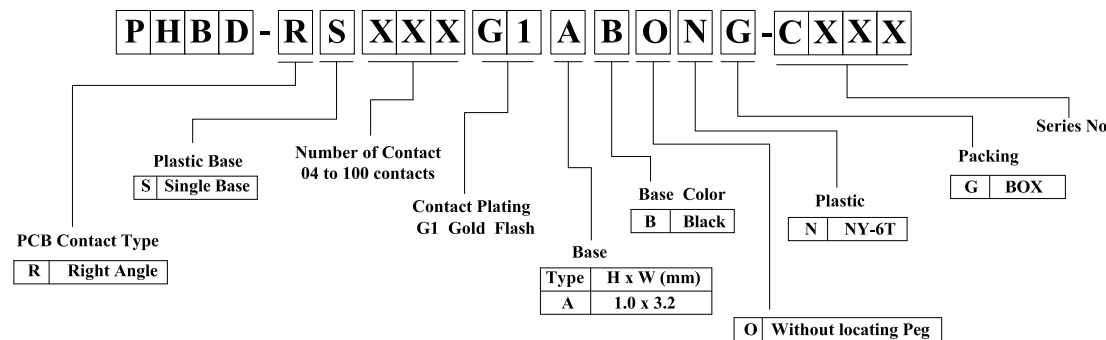 PHBD-RSXXXG1ABONG-CXXX
Series No
Number of Contact
04 to 100 contacts
Plastic Base
S Single Base
Packing
G BOX
Contact Plating
G1 Gold Flash
Base Color
B Black
Plastic
N NY-6T
PCB Contact Type
R Right Angle
Base
Type H x W (mm)
A 1.0 x 3.2
O Without locating Peg